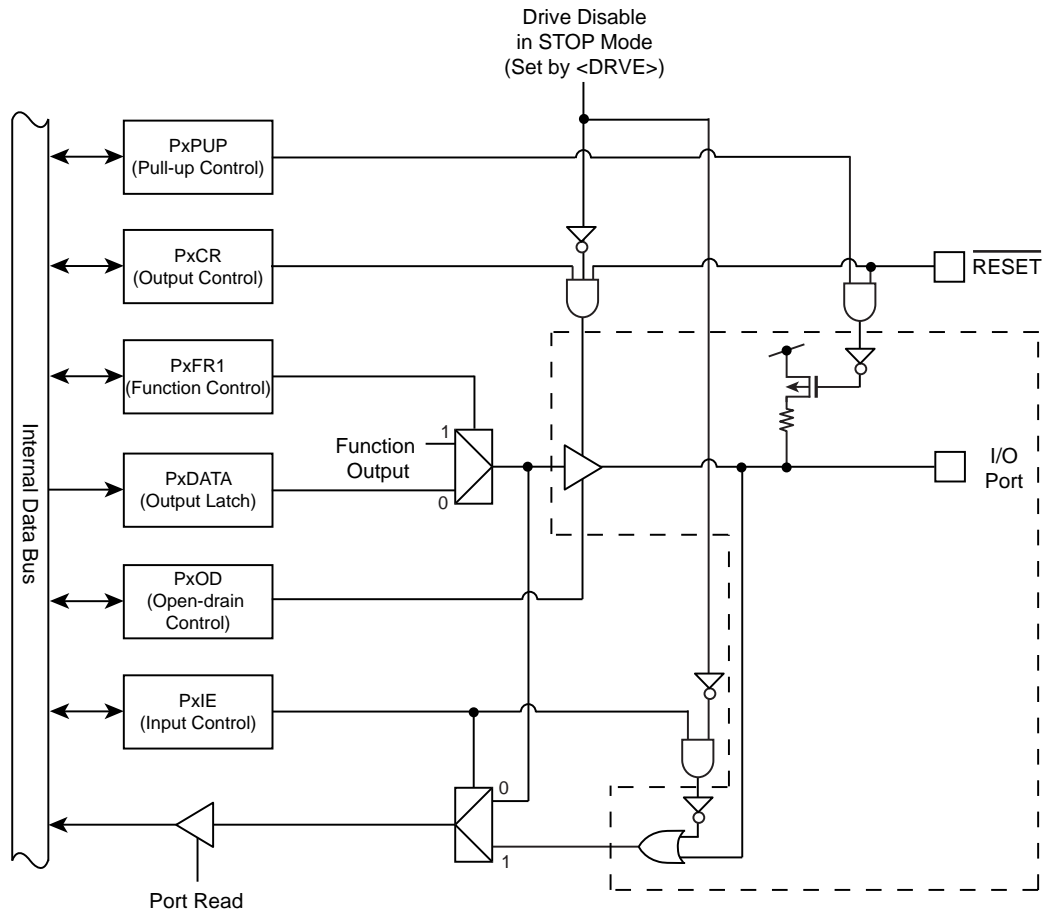 Drive Disable
in STOP Mode
(Set by <DRVE>)
PxPUP
(Pull-up Control)
PxCR
(Output Control)
RESET
PxFR1
(Function Control)
1
Function
Output
0
I/O
Port
PxDATA
(Output Latch)
Internal Data Bus
PxOD
(Open-drain
Control)
PxIE
(Input Control)
0
1
Port Read